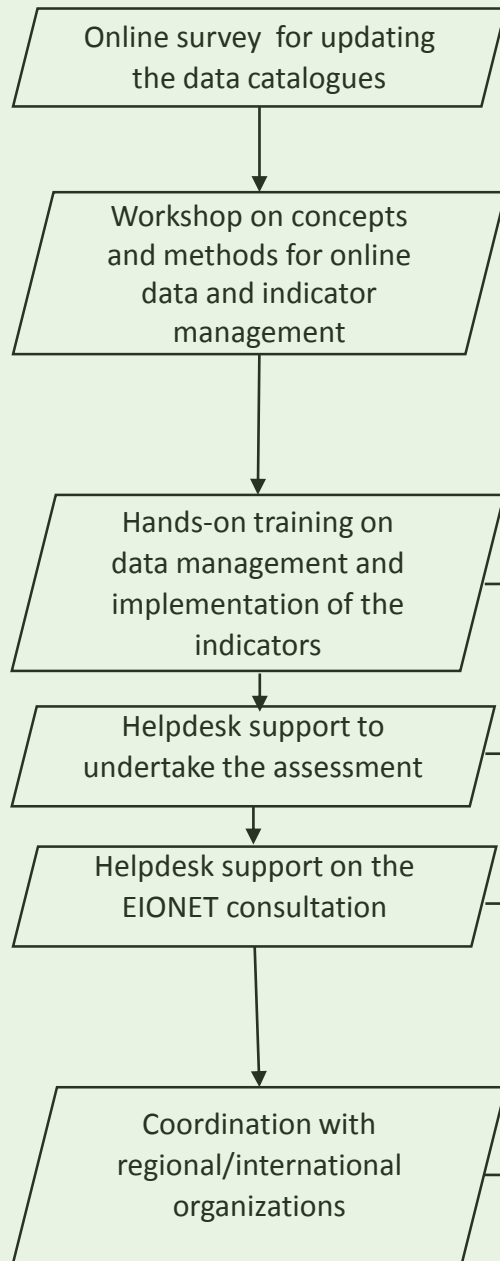 Online survey  for updating
the data catalogues
Workshop on concepts
and methods for online
data and indicator
management
Hands-on training on
data management and
implementation of the
indicators
Helpdesk support to
undertake the assessment
Helpdesk support on the
EIONET consultation
Coordination with
regional/international
organizations